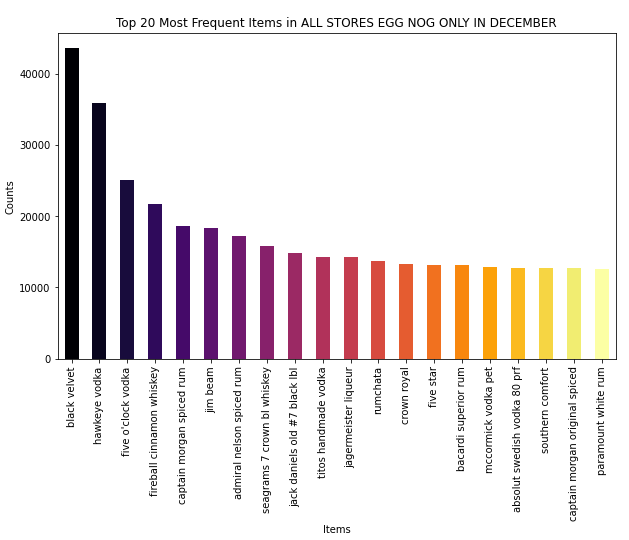 Top 20 Most Frequent Items in ALL STORES EGG NOG ONLY IN DECEMBER
Counts
40000
30000
20000
10000
0
black velvet
hawkeye vodka
five o'clock vodka
fireball cinnamon whiskey
captain morgan spiced rum
jim beam
admiral nelson spiced rum
seagrams 7 crown bl whiskey
jack daniels old #7 black lbl
titos handmade vodka
jagermeister liqueur
rumchata
crown royal
five star
bacardi superior rum
mccormick vodka pet
absolut swedish vodka 80 prf
southern comfort
captain morgan original spiced
paramount white rum
Items